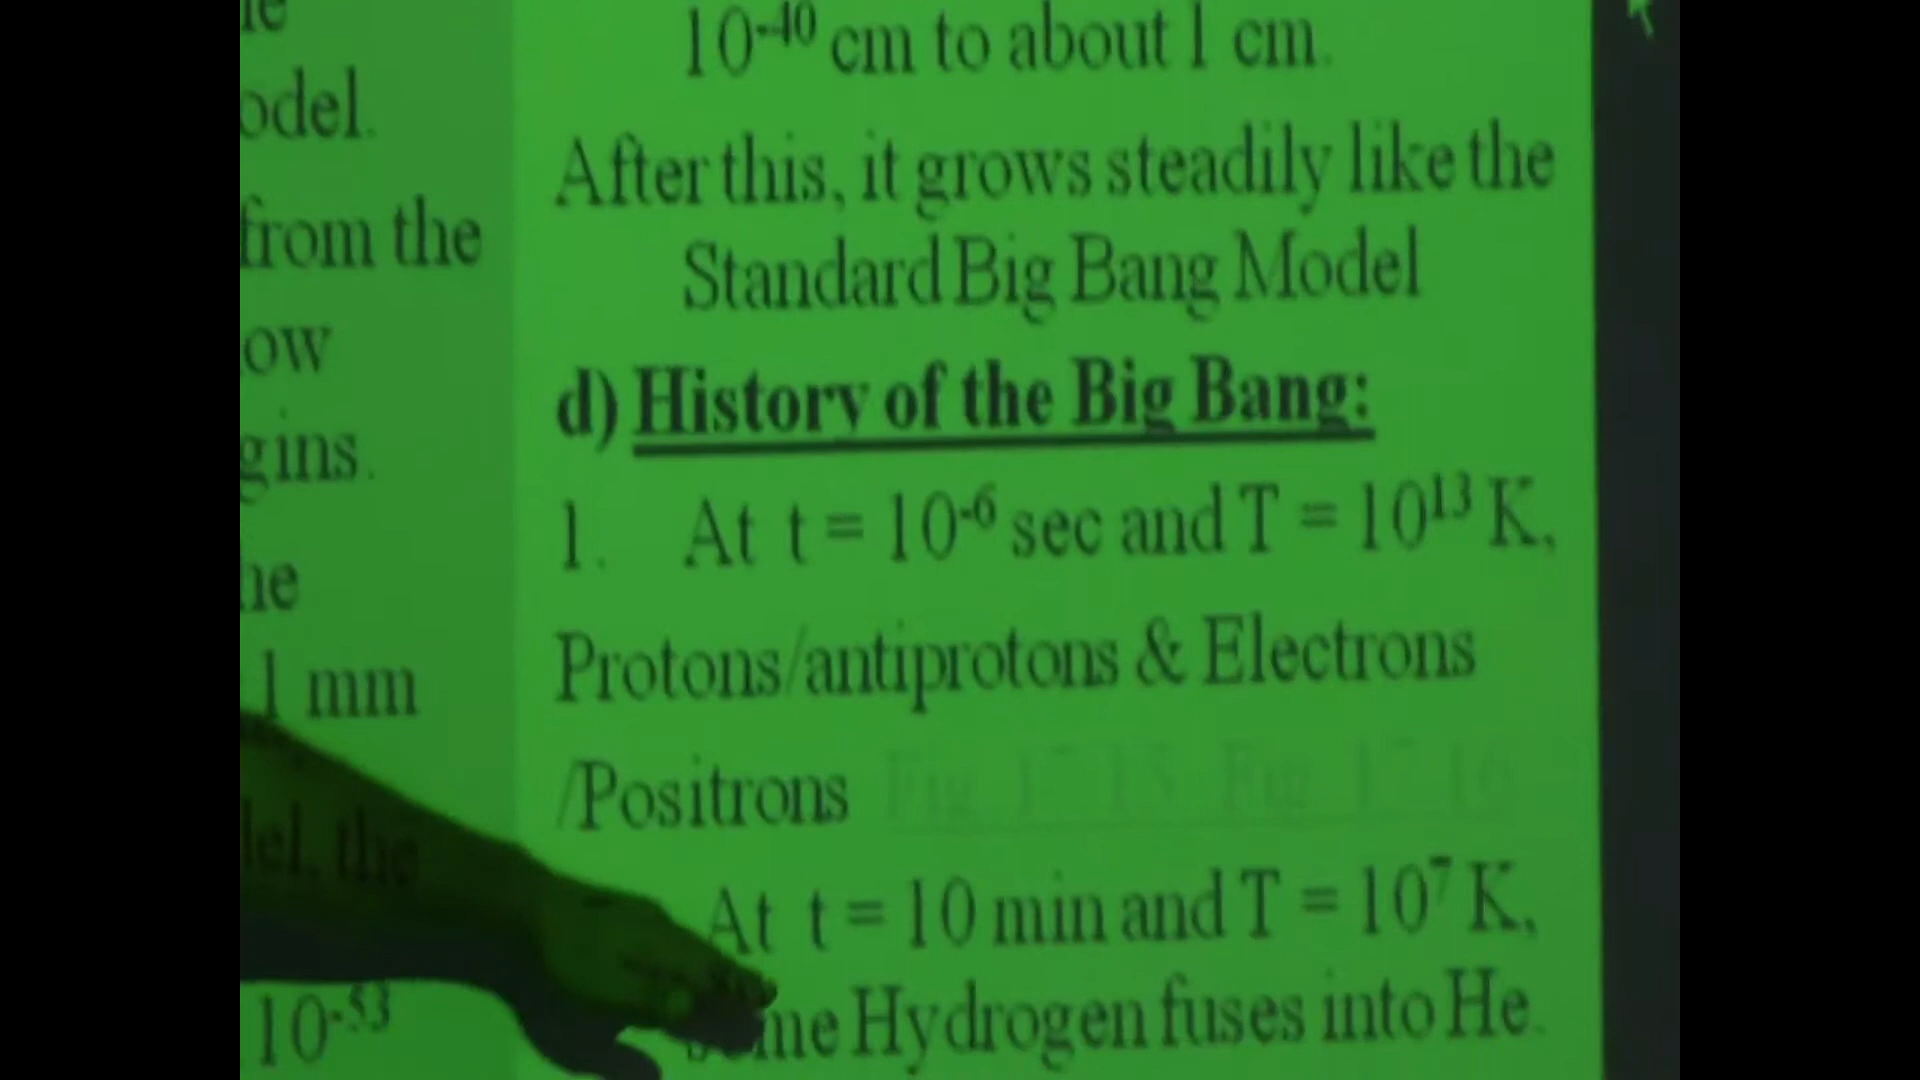 odel.
from the
ow
gins.
1 mm
the
10⁻⁵³
10⁻⁴⁰ cm to about 1 cm.
After this, it grows steadily like the
Standard Big Bang Model
d) History of the Big Bang:
1. At t = 10⁻⁶ sec and T = 10¹³ K,
Protons/antiprotons & Electrons
/Positrons
At t = 10 min and T = 10⁷ K,
Hydrogen fuses into He.